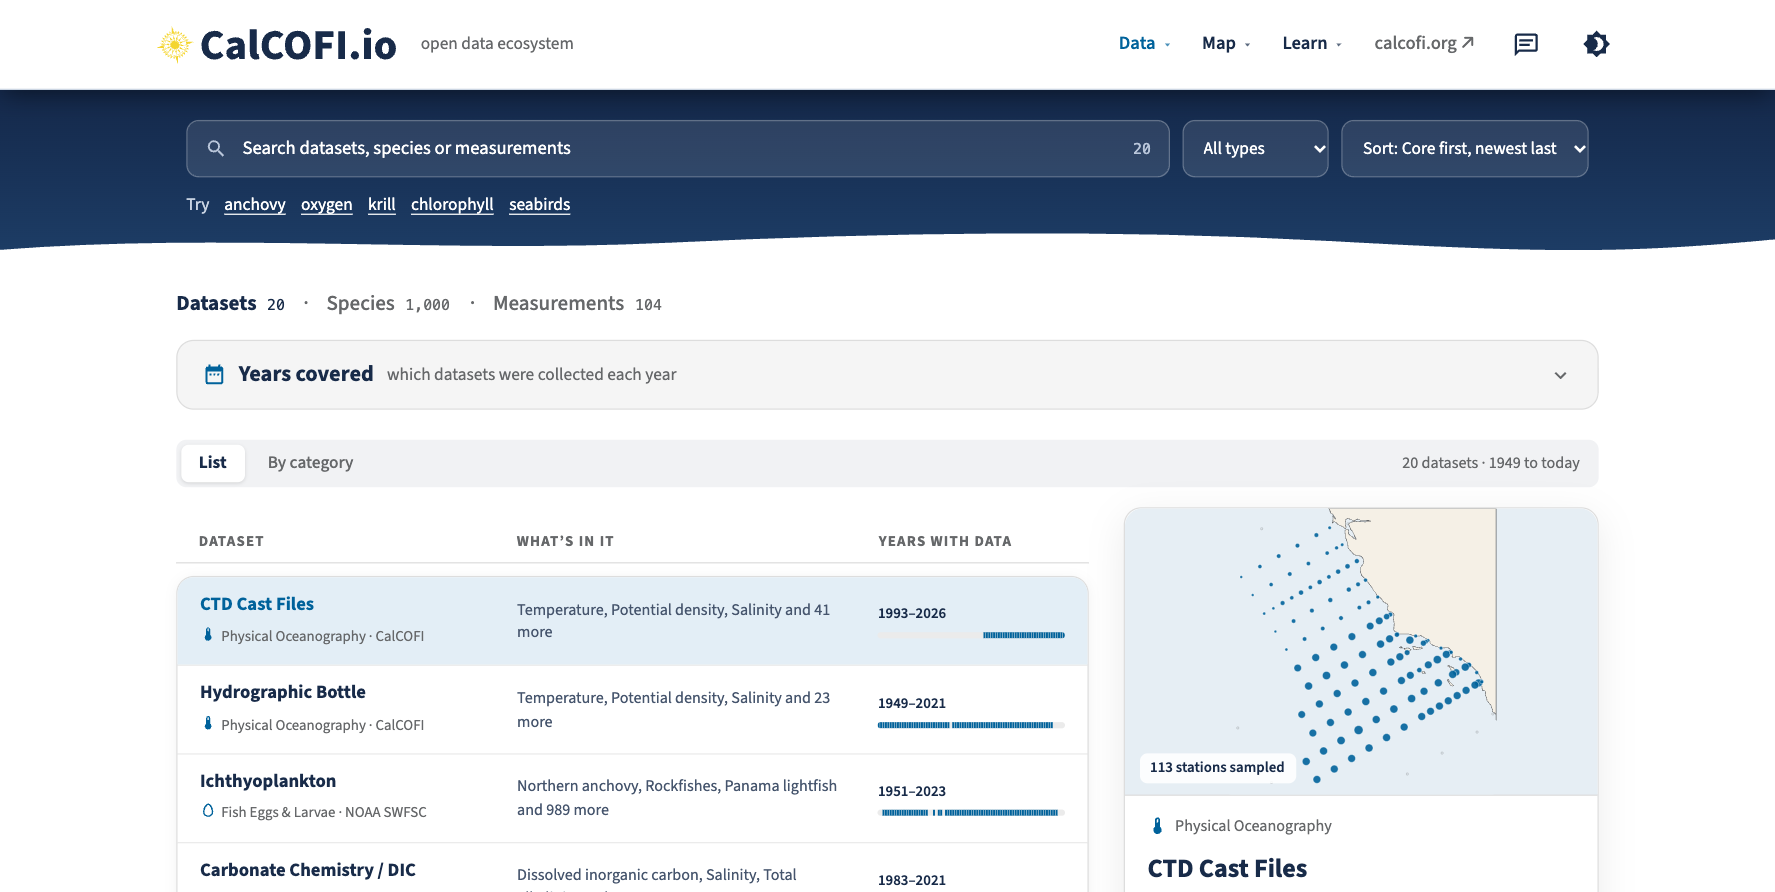 CalCOFI.io open data ecosystem Data Map Learn calcofi.org ↗
Search datasets, species or measurements 20 All types Sort: Core first, newest last
Try anchovy oxygen krill chlorophyll seabirds
Datasets 20 · Species 1,000 · Measurements 104
Years covered which datasets were collected each year
List By category 20 datasets · 1949 to today
DATASET WHAT'S IN IT YEARS WITH DATA
CTD Cast Files
Physical Oceanography · CalCOFI
Temperature, Potential density, Salinity and 41
more
1993–2026
Hydrographic Bottle
Physical Oceanography · CalCOFI
Temperature, Potential density, Salinity and 23
more
1949–2021
Ichthyoplankton
Fish Eggs & Larvae · NOAA SWFSC
Northern anchovy, Rockfishes, Panama lightfish
and 989 more
1951–2023
Carbonate Chemistry / DIC
Dissolved inorganic carbon, Salinity, Total
1983–2021
113 stations sampled
Physical Oceanography
CTD Cast Files